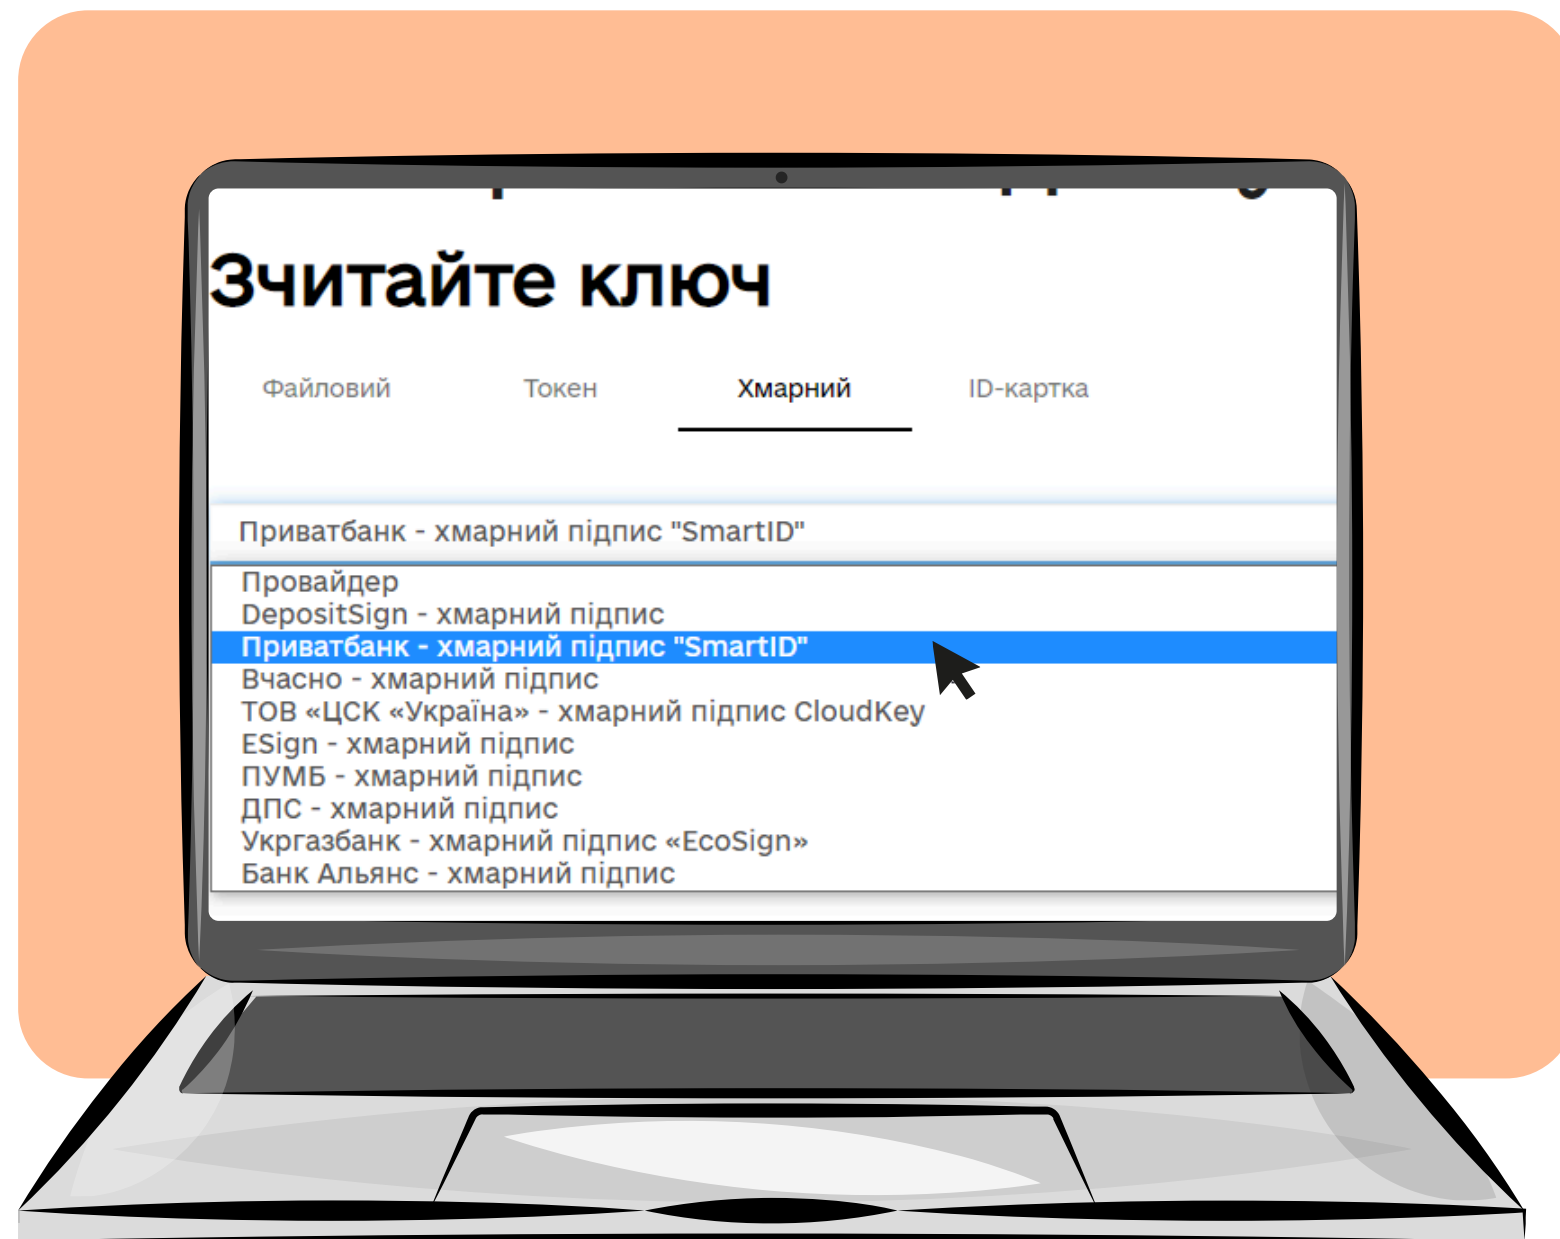 Зчитайте ключ
Файловий Токен Хмарний ID-картка
Приватбанк - хмарний підпис "SmartID"
Провайдер
DepositSign - хмарний підпис
Приватбанк - хмарний підпис "SmartID"
Вчасно - хмарний підпис
ТОВ «ЦСК «Україна» - хмарний підпис CloudKey
ESign - хмарний підпис
ПУМБ - хмарний підпис
ДПС - хмарний підпис
Укргазбанк - хмарний підпис «EcoSign»
Банк Альянс - хмарний підпис